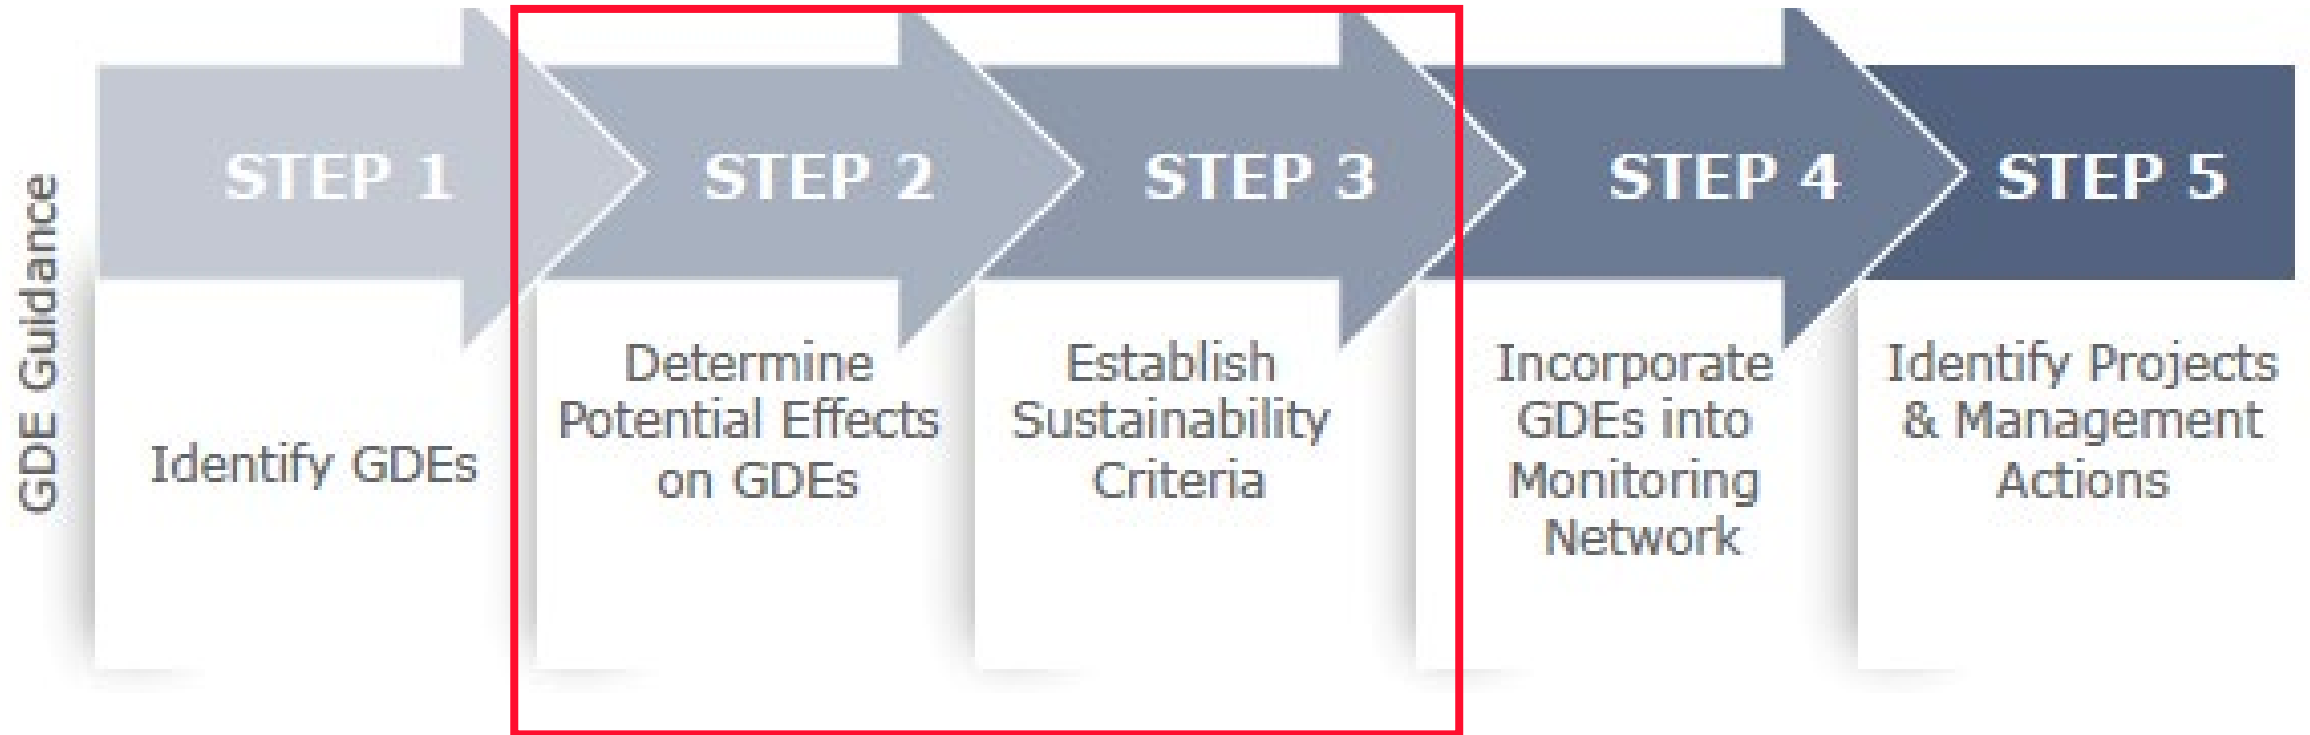 GDE Guidance
STEP 1
Identify GDEs
STEP 2
Determine
Potential Effects
on GDEs
STEP 3
Establish
Sustainability
Criteria
STEP 4
Incorporate
GDEs into
Monitoring
Network
STEP 5
Identify Projects
& Management
Actions